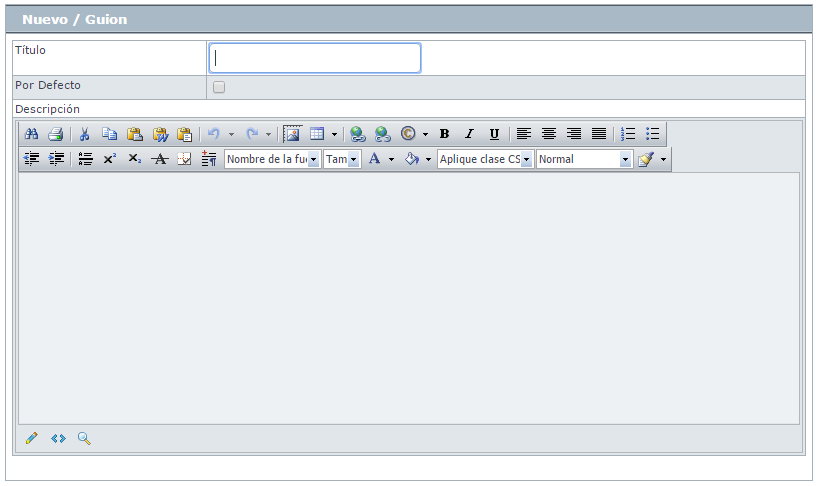 Nuevo / Guion
Título
Por Defecto
Descripción
B I U
Nombre de la fu Tam A Aplique clase CS Normal